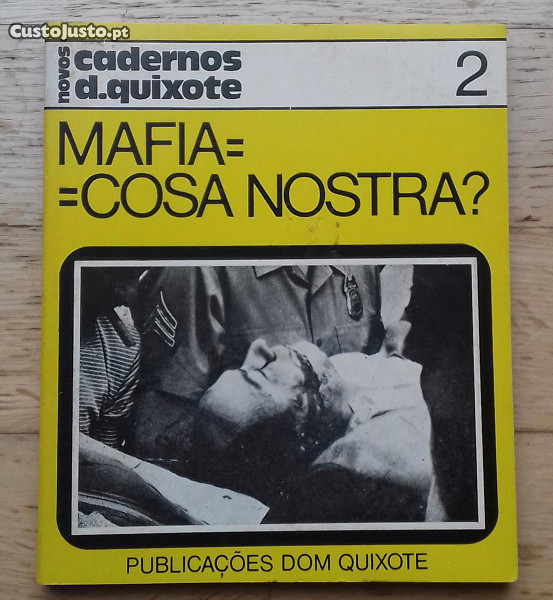 CustoJusto.pt
novos
cadernos
d.quixote
2
MAFIA=
=COSA NOSTRA?
PUBLICAÇÕES DOM QUIXOTE